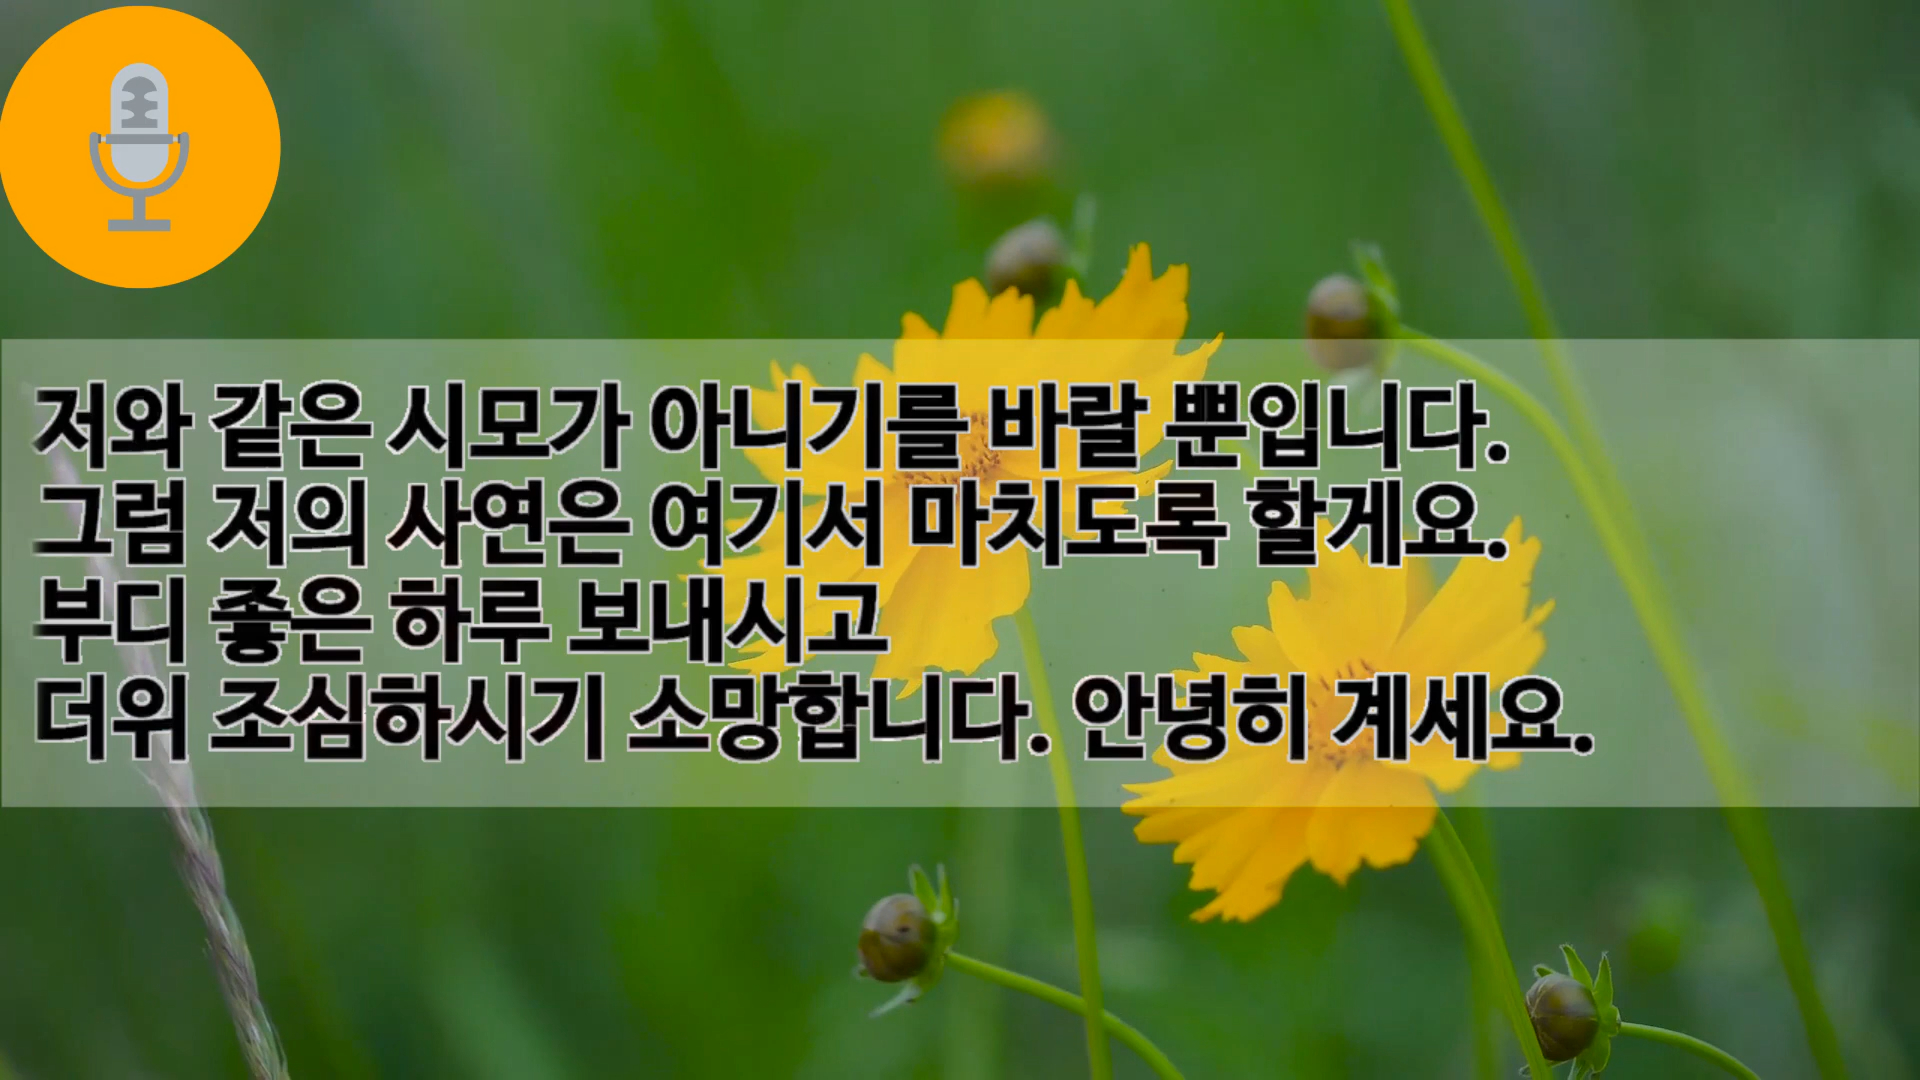 저와 같은 시모가 아니기를 바랄 뿐입니다.
그럼 저의 사연은 여기서 마치도록 할게요.
부디 좋은 하루 보내시고
더위 조심하시기 소망합니다. 안녕히 계세요.